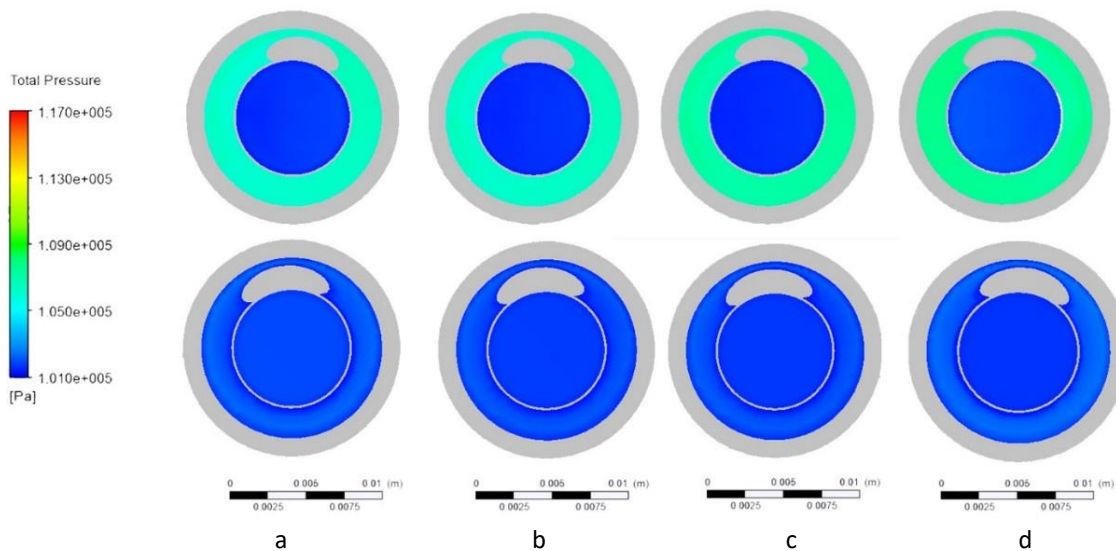 Total Pressure
1.170e+005
1.130e+005
1.090e+005
1.050e+005
1.010e+005
[Pa]
0 0 005 0 01 (m)
0.0025 0.0075
0 0 005 0 01 (m)
0.0025 0.0075
0 0 005 0 01 (m)
0.0025 0.0075
0 0 005 0 01 (m)
0.0025 0.0075
a b c d